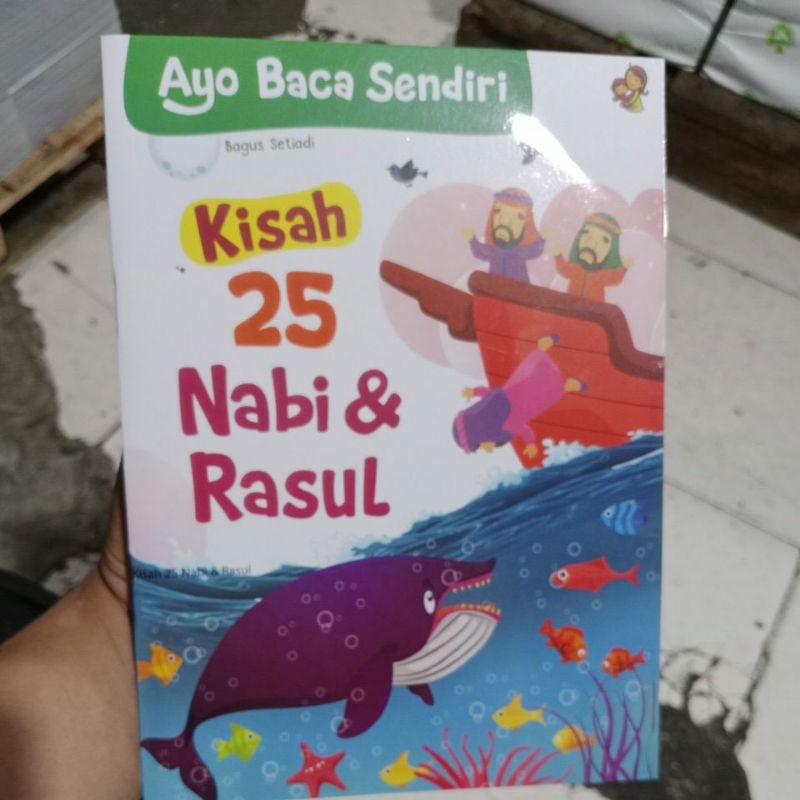 Ayo Baca Sendiri
Bagus Setiadi
Kisah
25
Nabi &
Rasul
Kisah 25 Nabi & Rasul